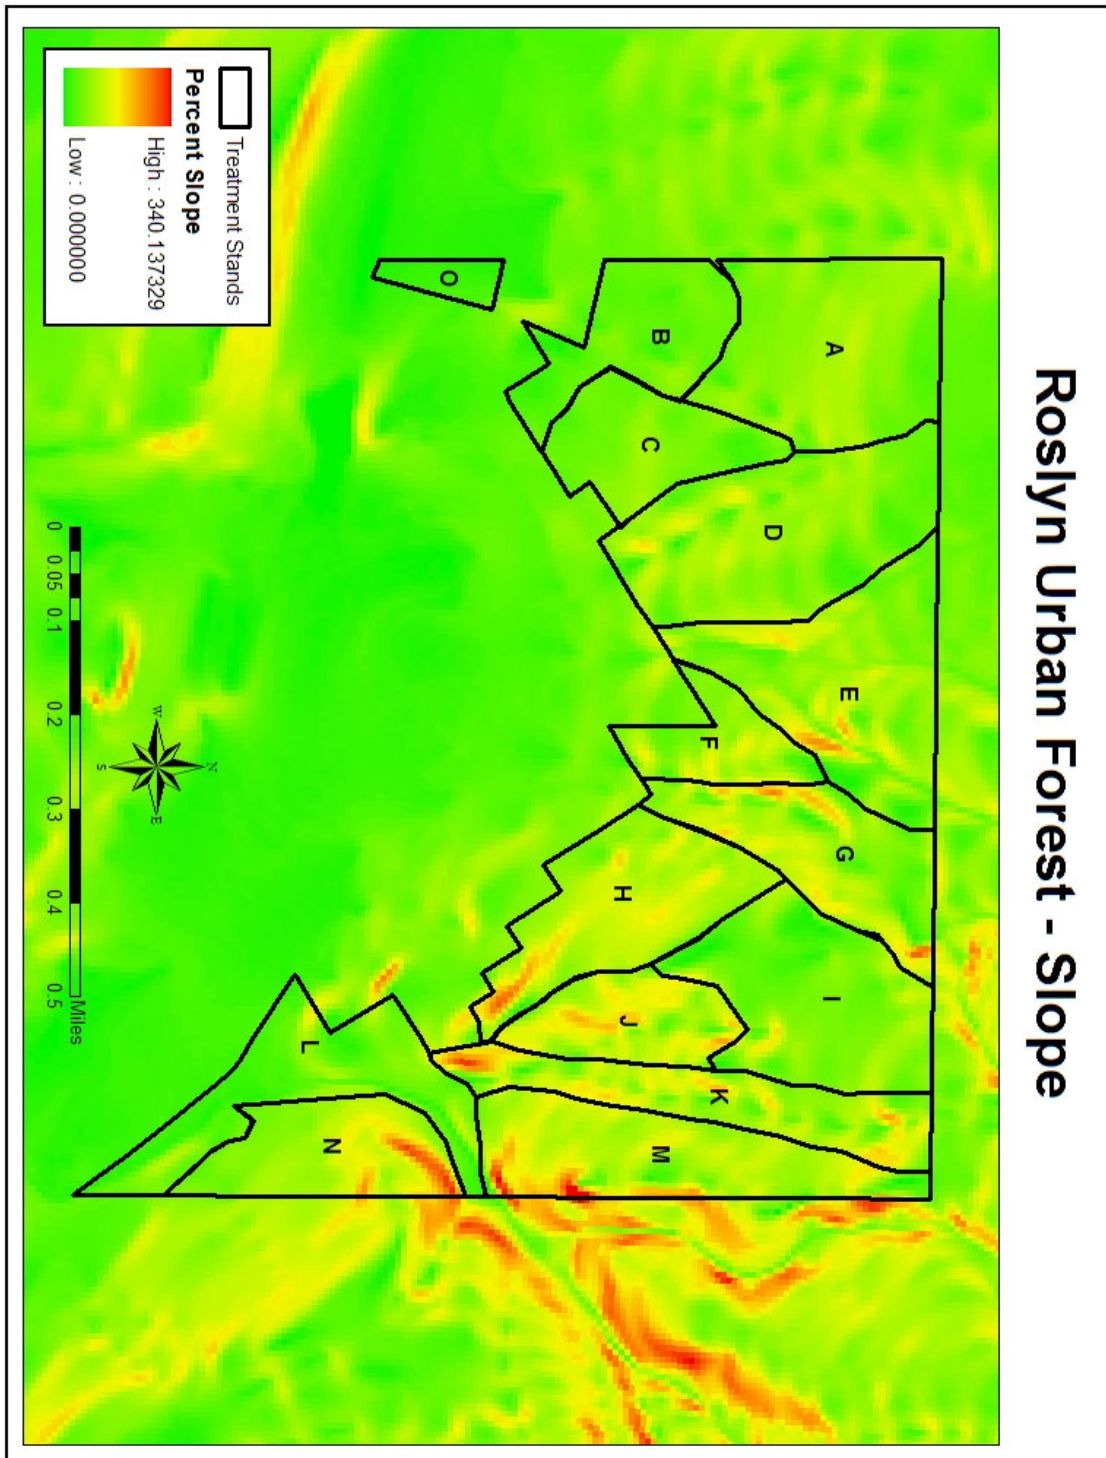 Roslyn Urban Forest - Slope
A
B
C
D
E
F
G
H
I
J
K
L
M
N
O
Treatment Stands
Percent Slope
High : 340.137329
Low : 0.000000
N
W
E
S
0 0.05 0.1 0.2 0.3 0.4 0.5
Miles